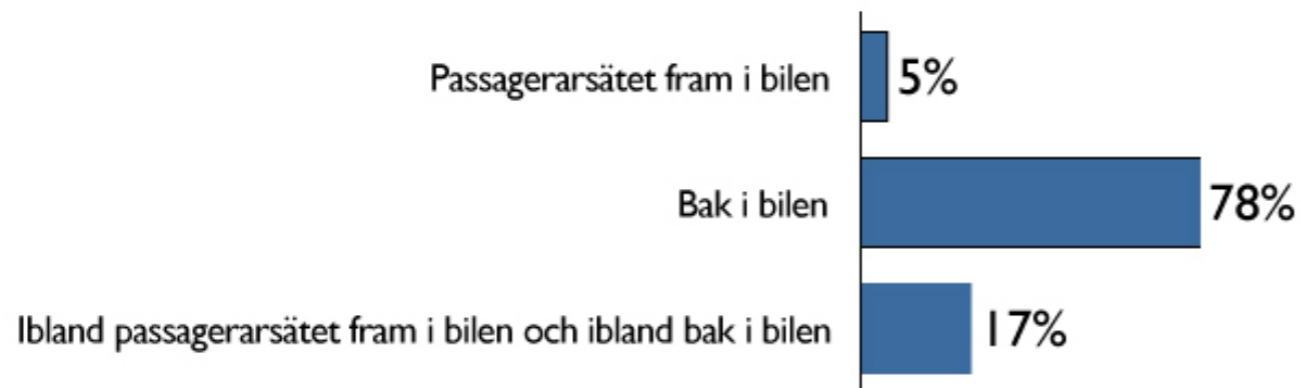 Passagerarsätet fram i bilen 5%
Bak i bilen 78%
Ibland passagerarsätet fram i bilen och ibland bak i bilen 17%